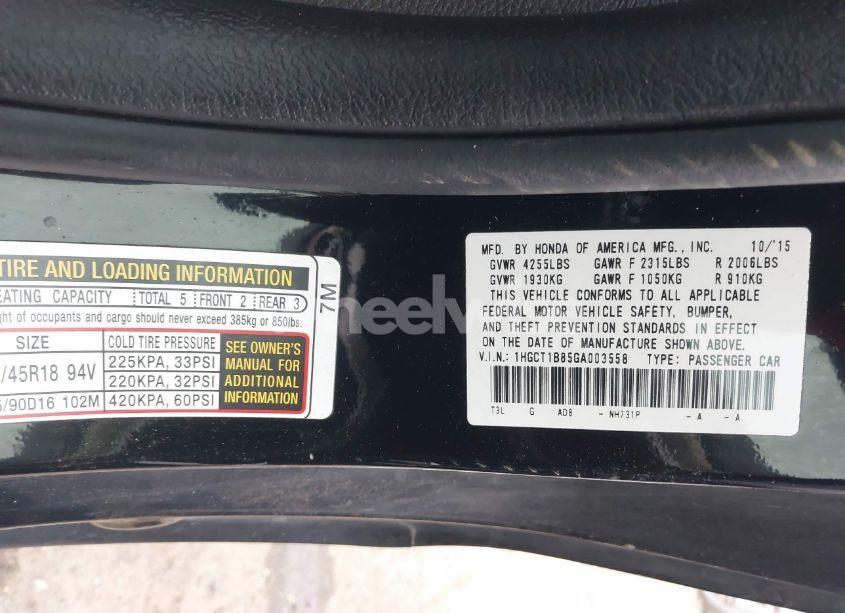 TIRE AND LOADING INFORMATION
EATING CAPACITY TOTAL 5 FRONT 2 REAR 3
ght of occupants and cargo should never exceed 385kg or 850lbs.
SIZE COLD TIRE PRESSURE
/45R18 94V 225KPA, 33PSI
220KPA, 32PSI
5/90D16 102M 420KPA, 60PSI
SEE OWNER'S
MANUAL FOR
ADDITIONAL
INFORMATION
7M
heelw
MFD. BY HONDA OF AMERICA MFG., INC. 10/'15
GVWR 4255LBS GAWR F 2315LBS R 2006LBS
GVWR 1930KG GAWR F 1050KG R 910KG
THIS VEHICLE CONFORMS TO ALL APPLICABLE
FEDERAL MOTOR VEHICLE SAFETY, BUMPER,
AND THEFT PREVENTION STANDARDS IN EFFECT
ON THE DATE OF MANUFACTURE SHOWN ABOVE.
V.I.N.: 1HGCT1B85GA003558 TYPE: PASSENGER CAR
T3L G AD8 - NH731P - A - A